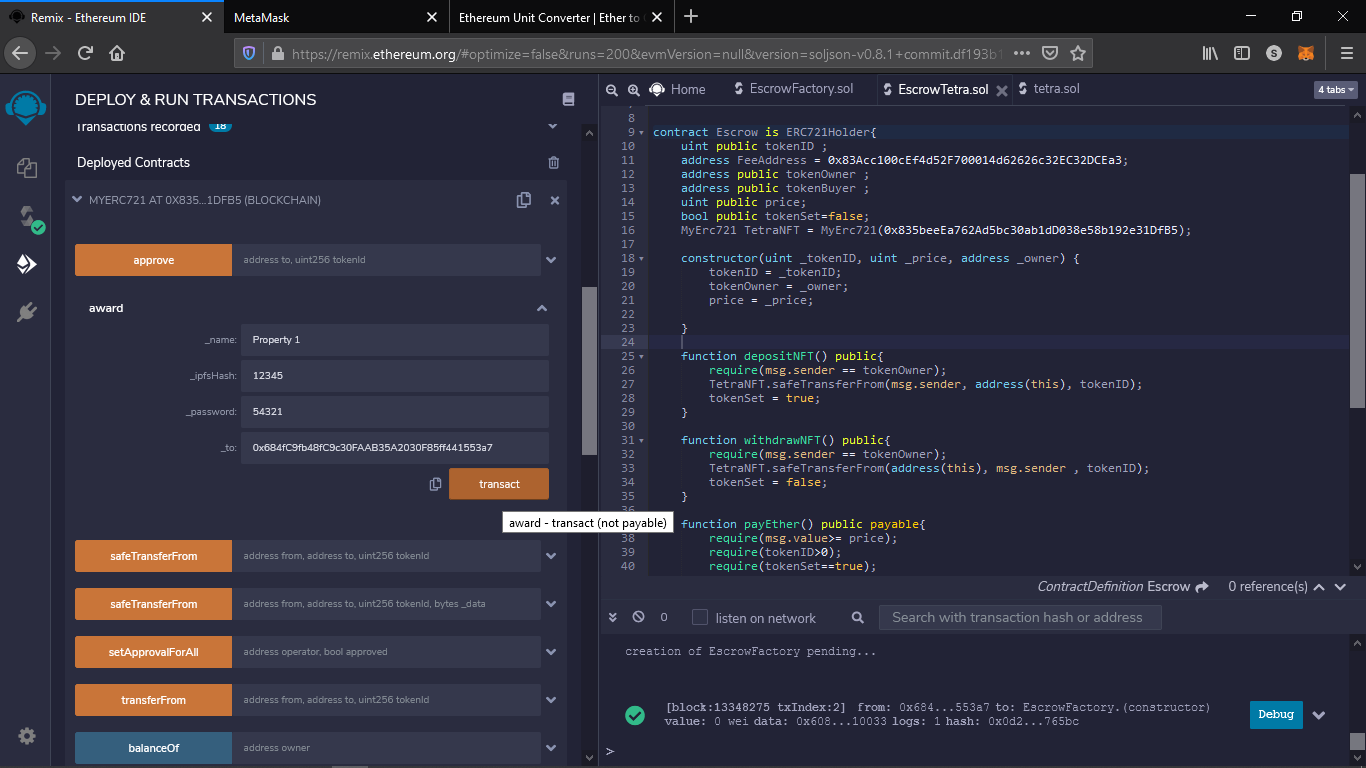 Remix - Ethereum IDE
MetaMask
Ethereum Unit Converter | Ether to
https://remix.ethereum.org/#optimize=false&runs=200&evmVersion=null&version=soljson-v0.8.1+commit.df193b1
DEPLOY & RUN TRANSACTIONS
Transactions recorded 18
Deployed Contracts
MYERC721 AT 0X835...1DFB5 (BLOCKCHAIN)
approve address to, uint256 tokenId
award
_name: Property 1
_ipfsHash: 12345
_password: 54321
_to: 0x684fC9fb48fC9c30FAAB35A2030F85ff441553a7
transact
award - transact (not payable)
safeTransferFrom address from, address to, uint256 tokenId
safeTransferFrom address from, address to, uint256 tokenId, bytes _data
setApprovalForAll address operator, bool approved
transferFrom address from, address to, uint256 tokenId
balanceOf address owner
Home
EscrowFactory.sol
EscrowTetra.sol
tetra.sol
4 tabs
8
9 contract Escrow is ERC721Holder{
10 uint public tokenID ;
11 address FeeAddress = 0x83Acc100cEf4d52F700014d62626c32EC32DCEa3;
12 address public tokenOwner ;
13 address public tokenBuyer ;
14 uint public price;
15 bool public tokenSet=false;
16 MyErc721 TetraNFT = MyErc721(0x835beeEa762Ad5bc30ab1dD038e58b192e31DfB5);
17
18 constructor(uint _tokenID, uint _price, address _owner) {
19 tokenID = _tokenID;
20 tokenOwner = _owner;
21 price = _price;
22
23 }
24
25 function depositNFT() public{
26 require(msg.sender == tokenOwner);
27 TetraNFT.safeTransferFrom(msg.sender, address(this), tokenID);
28 tokenSet = true;
29 }
30
31 function withdrawNFT() public{
32 require(msg.sender == tokenOwner);
33 TetraNFT.safeTransferFrom(address(this), msg.sender , tokenID);
34 tokenSet = false;
35 }
36
function payEther() public payable{
38 require(msg.value>= price);
39 require(tokenID>0);
40 require(tokenSet==true);
ContractDefinition Escrow 0 reference(s)
0 listen on network Search with transaction hash or address
creation of EscrowFactory pending...
[block:13348275 txIndex:2] from: 0x684...553a7 to: EscrowFactory.(constructor)
value: 0 wei data: 0x608...10033 logs: 1 hash: 0x0d2...765bc
Debug
>